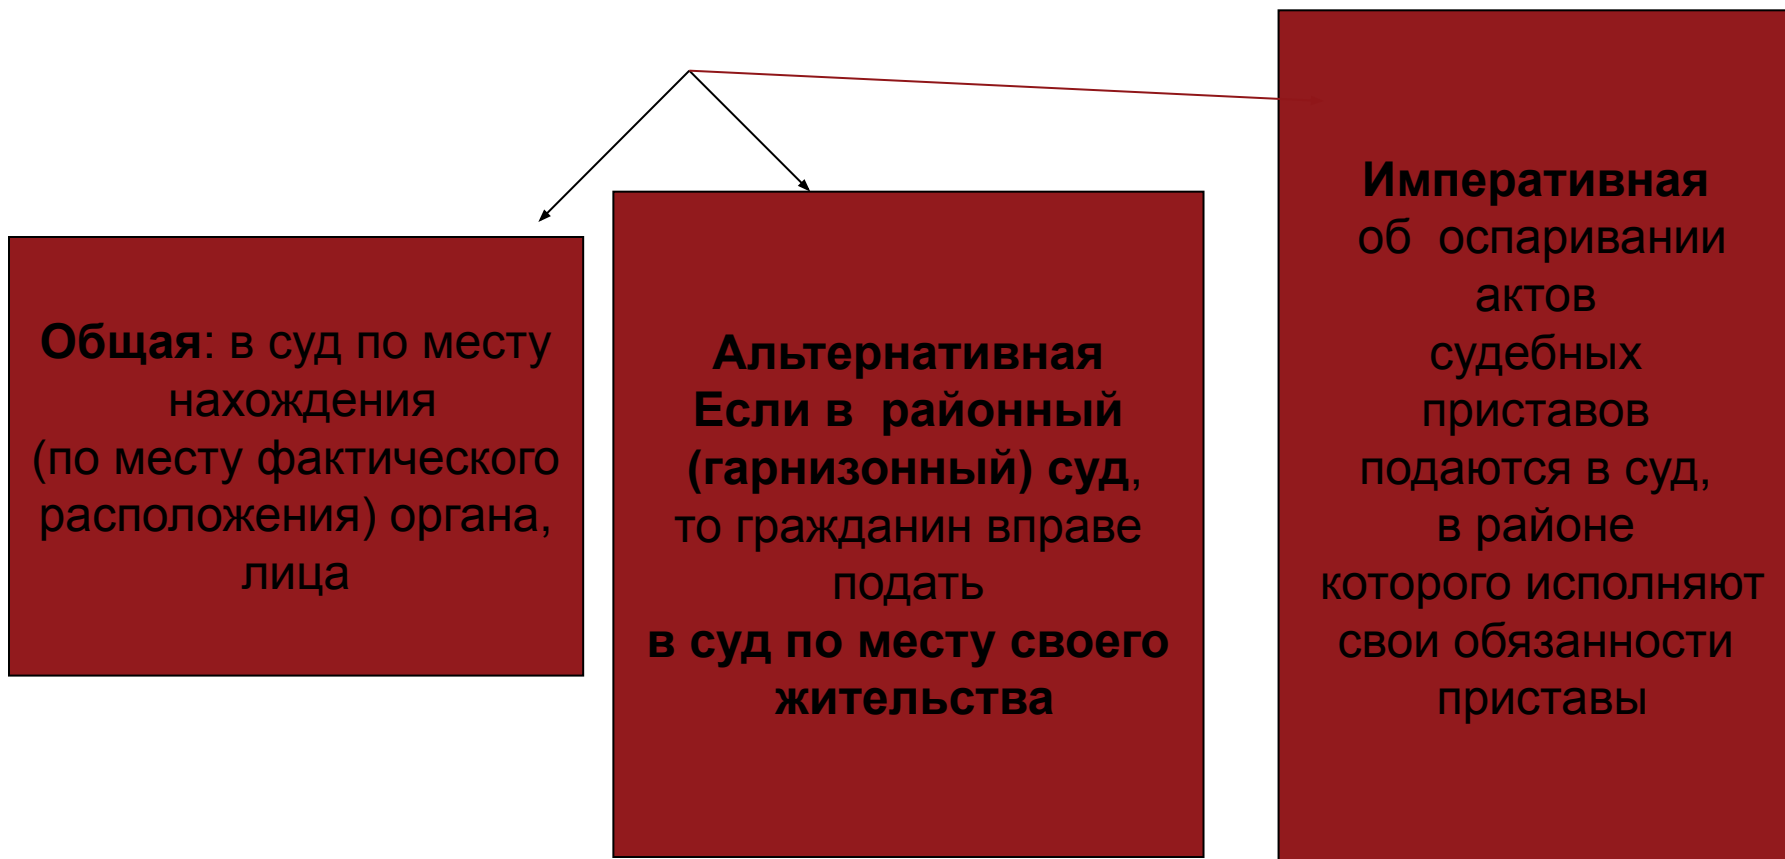 Общая: в суд по месту
нахождения
(по месту фактического
расположения) органа,
лица
Альтернативная
Если в  районный
(гарнизонный) суд,
то гражданин вправе
подать
в суд по месту своего
жительства
Императивная
об  оспаривании
актов
судебных
приставов
подаются в суд,
в районе
которого исполняют
свои обязанности
приставы